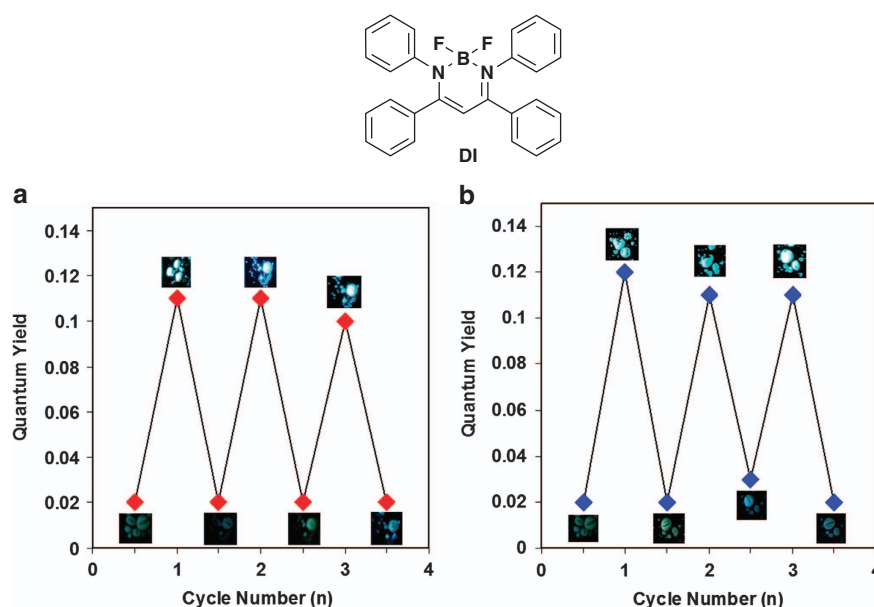 F F
B
N N
DI
a
0.14
0.12
0.1
0.08
0.06
0.04
0.02
0
0 1 2 3 4
Quantum Yield
Cycle Number (n)
b
0.14
0.12
0.1
0.08
0.06
0.04
0.02
0
0 1 2 3 4
Quantum Yield
Cycle Number (n)